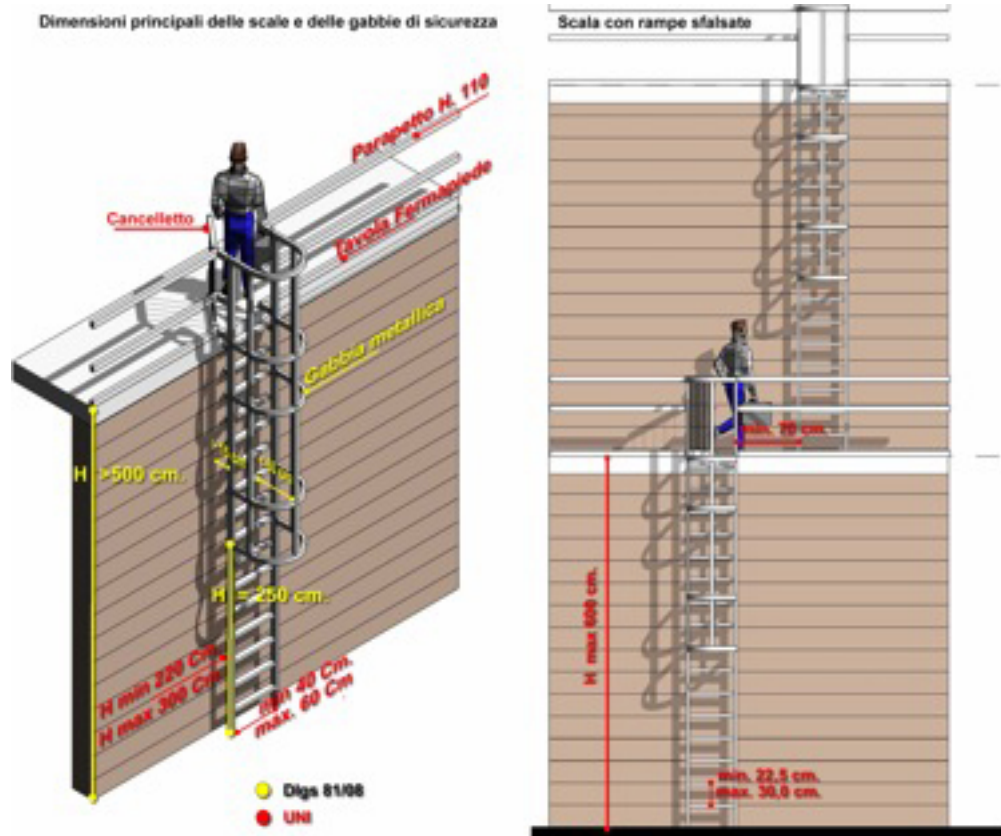 Dimensioni principali delle scale e delle gabbie di sicurezza
Parapetto H. 110
Cancelletto
Tavola Fermapiede
Gabbia metallica
H >500 cm.
H = 250 cm.
H min 220 Cm.
H max 300 Cm.
min 40 Cm.
max. 60 Cm
Dlgs 81/08
UNI
Scala con rampe sfalsate
min. 70 cm.
H max 600 cm.
min. 22,5 cm.
max. 30,0 cm.